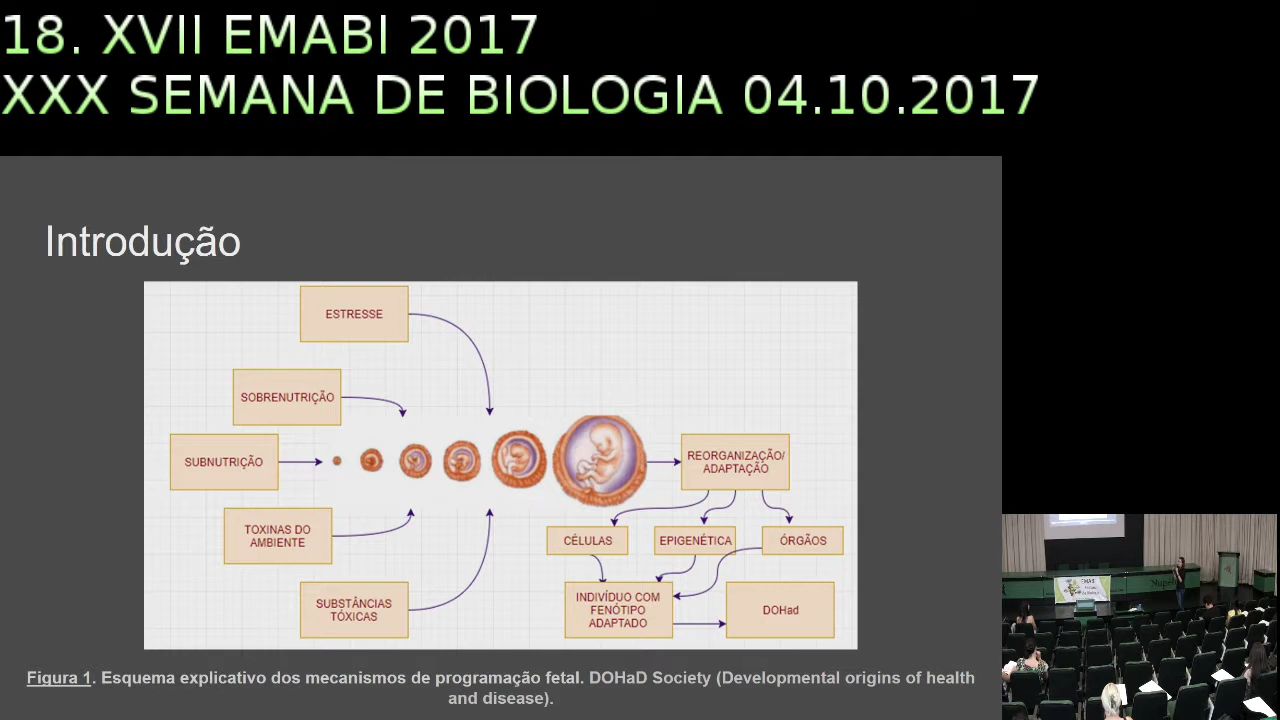 18. XVII EMABI 2017
XXX SEMANA DE BIOLOGIA 04.10.2017
Introdução
ESTRESSE
SOBRENUTRIÇÃO
SUBNUTRIÇÃO
TOXINAS DO
AMBIENTE
SUBSTÂNCIAS
TÓXICAS
REORGANIZAÇÃO/
ADAPTAÇÃO
CÉLULAS
EPIGENÉTICA
ÓRGÃOS
INDIVÍDUO COM
FENÓTIPO
ADAPTADO
DOHad
Figura 1. Esquema explicativo dos mecanismos de programação fetal. DOHaD Society (Developmental origins of health
and disease).
EMABI